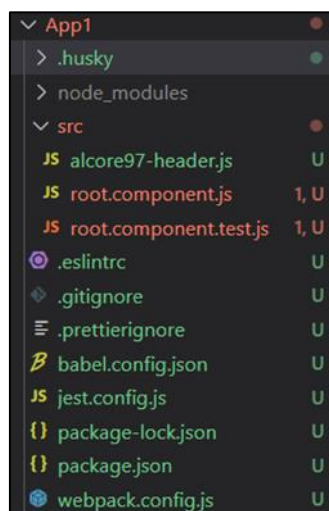 App1
.husky
node_modules
src
JS alcore97-header.js U
JS root.component.js 1, U
JS root.component.test.js 1, U
.eslintrc U
.gitignore U
.prettierignore U
babel.config.json U
JS jest.config.js U
{} package-lock.json U
{} package.json U
webpack.config.js U